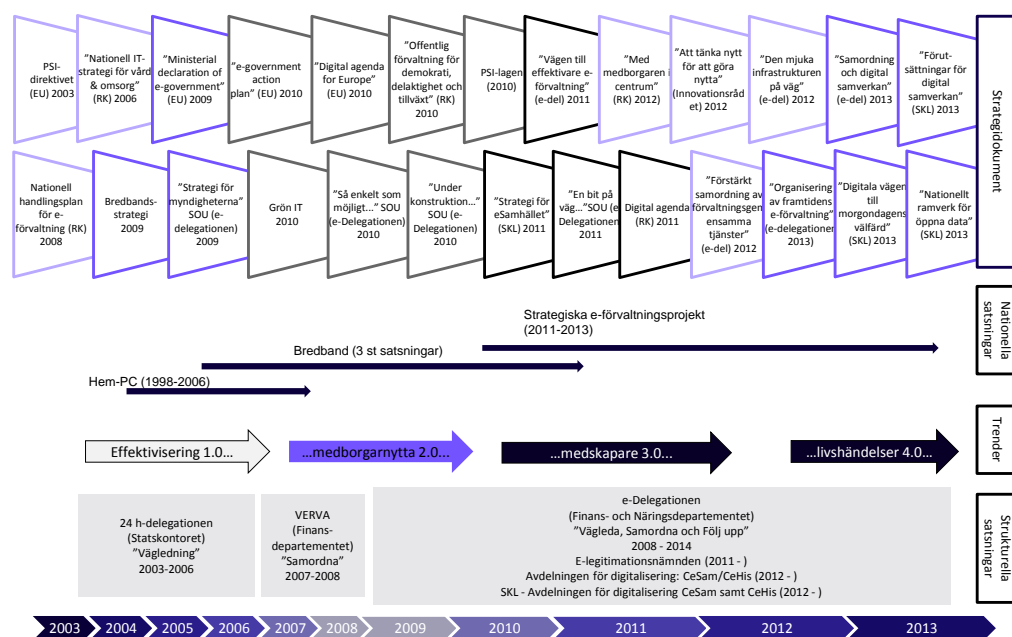 PSI-
direktivet
(EU) 2003
”Nationell IT-
strategi för vård
& omsorg”
(RK) 2006
”Ministerial
declaration of
e-government”
(EU) 2009
”e-government
action
plan” (EU) 2010
”Digital agenda
for Europe”
(EU) 2010
”Offentlig
förvaltning för
demokrati,
delaktighet och
tillväxt” (RK)
2010
PSI-lagen
(2010)
”Vägen till
effektivare e-
förvaltning”
(e-del) 2011
”Med
medborgaren i
centrum” (RK)
2012
”Att tänka nytt
för att göra
nytta”
(Innovationsråd
et) 2012
”Den mjuka
infrastrukturen
på väg”
(e-del) 2012
”Samordning
och digital
samverkan”
(e-del) 2013
”Förut-
sättningar för
digital
samverkan”
(SKL) 2013
Strategidokument
Nationell
handlingsplan
för e-
förvaltning (RK)
2008
Bredbands-
strategi
2009
”Strategi för
myndigheterna”
SOU (e-
delegationen)
2009
Grön IT
2010
”Så enkelt som
möjligt…” SOU
(e-Delegationen)
2010
”Under
konstruktion…”
SOU (e-
Delegationen)
2010
”Strategi för
eSamhället”
(SKL) 2011
”En bit på
väg…”SOU (e-
Delegationen
2011
Digital agenda
(RK) 2011
”Förstärkt
samordning av
förvaltningsgem
ensamma
tjänster”
(e-del) 2012
”Organisering
av framtidens
e-förvaltning”
(e-delegationen
2013)
”Digitala vägen
till
morgondagens
välfärd”
(SKL) 2013
”Nationellt
ramverk för
öppna data”
(SKL) 2013
Strategiska e-förvaltningsprojekt
(2011-2013)
Bredband (3 st satsningar)
Hem-PC (1998-2006)
Nationella
satsningar
Effektivisering 1.0…
…medborgarnytta 2.0…
…medskapare 3.0…
…livshändelser 4.0…
Trender
24 h-delegationen
(Statskontoret)
”Vägledning”
2003-2006
VERVA
(Finans-
departementet)
”Samordna”
2007-2008
e-Delegationen
(Finans- och Näringsdepartementet)
”Vägleda, Samordna och Följ upp”
2008 - 2014
E-legitimationsnämnden (2011 - )
Avdelningen för digitalisering: CeSam/CeHis (2012 - )
SKL - Avdelningen för digitalisering CeSam samt CeHis (2012 - )
Strukturella
satsningar
2003
2004
2005
2006
2007
2008
2009
2010
2011
2012
2013